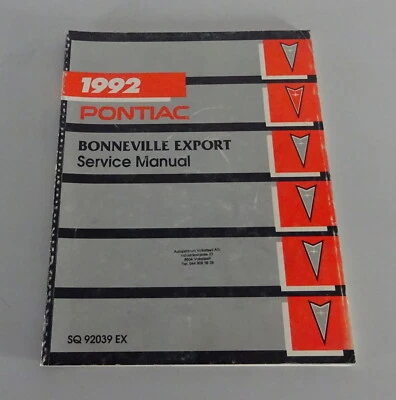 1992
PONTIAC
BONNEVILLE EXPORT
Service Manual
SQ 92039 EX